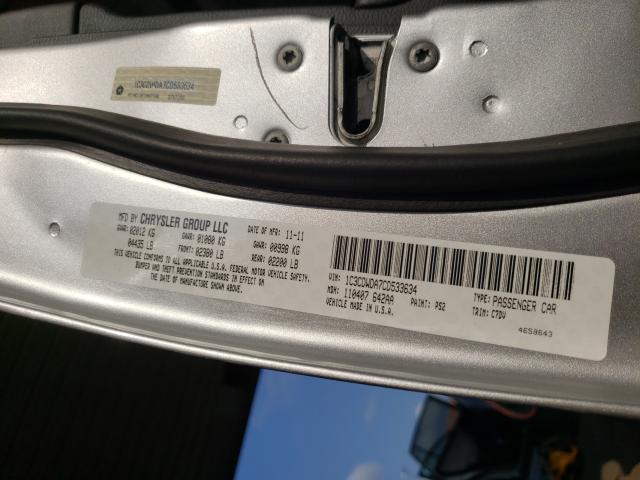 1C3CDWDA7CD533634
MFD BY CHRYSLER GROUP LLC
DATE OF MFR: 11-11
GVWR: 02012 KG
04435 LB
GAWR: 01080 KG
FRONT: 02380 LB
GAWR: 00998 KG
REAR: 02200 LB
THIS VEHICLE CONFORMS TO ALL APPLICABLE U.S.A. FEDERAL MOTOR VEHICLE SAFETY,
BUMPER AND THEFT PREVENTION STANDARDS IN EFFECT ON
THE DATE OF MANUFACTURE SHOWN ABOVE.
VIN: 1C3CDWDA7CD533634
MDH: 110407 642AA
PAINT: PS2
VEHICLE MADE IN U.S.A.
TYPE: PASSENGER CAR
TRIM: C7DV
4658643